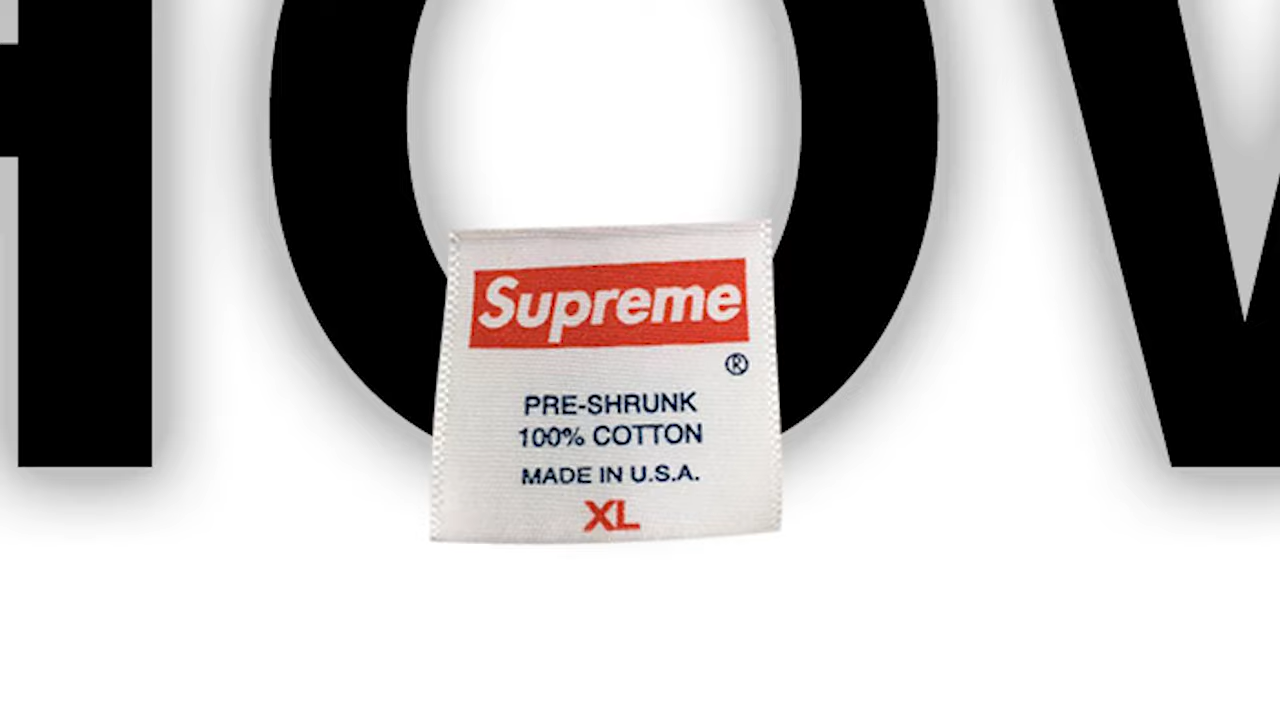 HOW
Supreme
®
PRE-SHRUNK
100% COTTON
MADE IN U.S.A.
XL